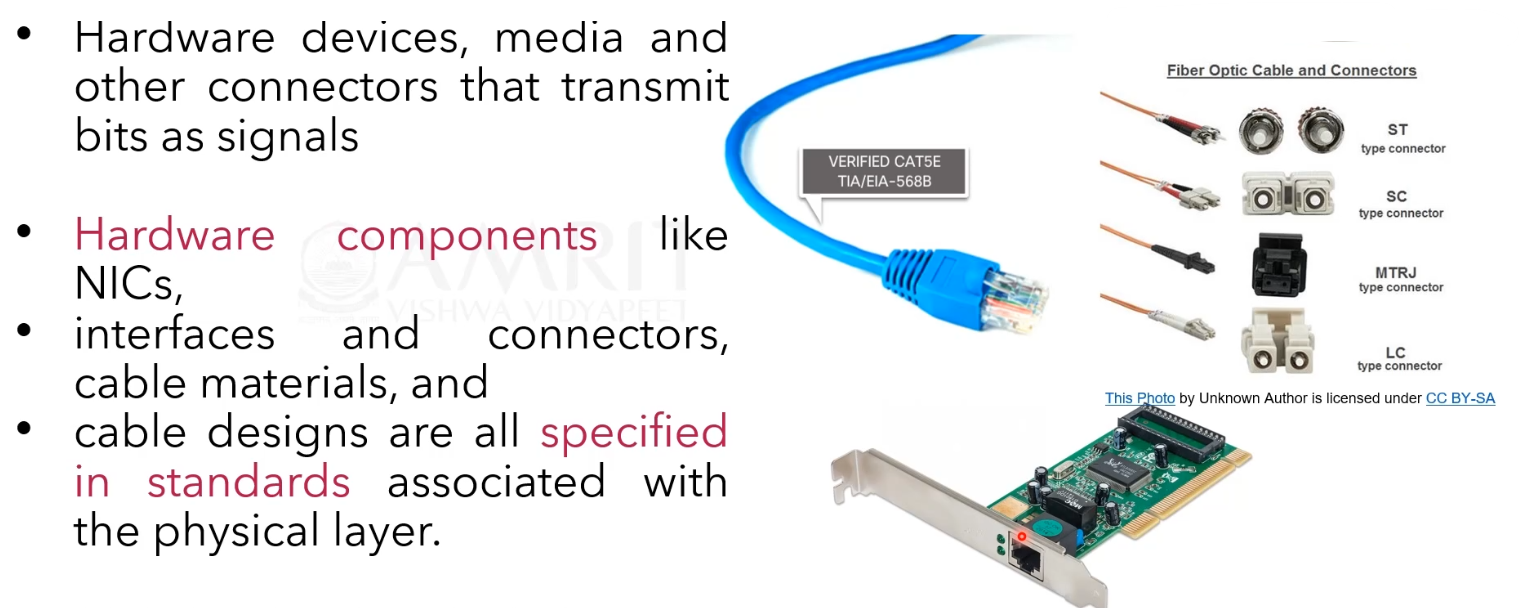 • Hardware devices, media and
other connectors that transmit
bits as signals
• Hardware components like
NICs,
• interfaces and connectors,
cable materials, and
• cable designs are all specified
in standards associated with
the physical layer.
AMRIT
VISHWA VIDYAPEET
VERIFIED CAT5E
TIA/EIA-568B
Fiber Optic Cable and Connectors
ST
type connector
SC
type connector
MTRJ
type connector
LC
type connector
This Photo by Unknown Author is licensed under CC BY-SA